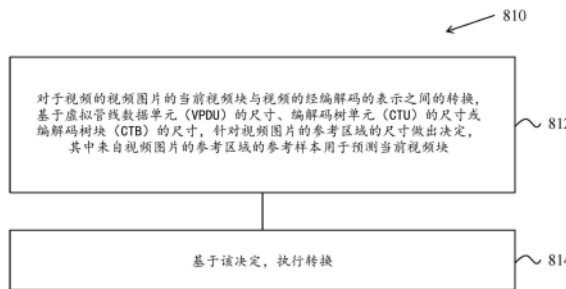 810
对于视频的视频图片的当前视频块与视频的经编解码的表示之间的转换,
基于虚拟管线数据单元（VPDU）的尺寸、编解码树单元（CTU）的尺寸或
编解码树块（CTB）的尺寸，针对视频图片的参考区域的尺寸做出决定，
其中来自视频图片的参考区域的参考样本用于预测当前视频块
812
基于该决定，执行转换
814